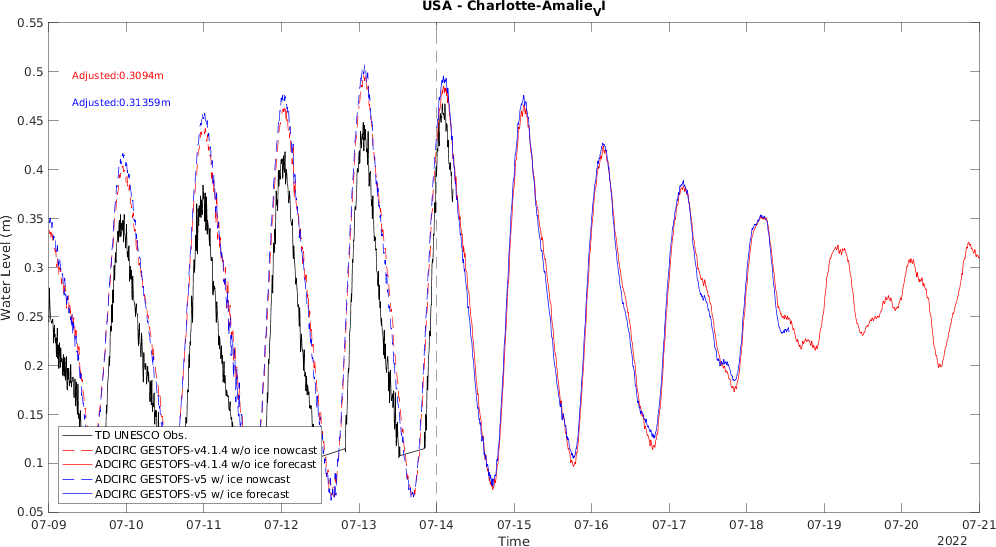 USA - Charlotte-Amalie_VI
0.55
0.5
0.45
0.4
0.35
0.3
0.25
0.2
0.15
0.1
0.05
Water Level (m)
Adjusted:0.3094m
Adjusted:0.31359m
TD UNESCO Obs.
ADCIRC GESTOFS-v4.1.4 w/o ice nowcast
ADCIRC GESTOFS-v4.1.4 w/o ice forecast
ADCIRC GESTOFS-v5 w/ ice nowcast
ADCIRC GESTOFS-v5 w/ ice forecast
07-09 07-10 07-11 07-12 07-13 07-14 07-15 07-16 07-17 07-18 07-19 07-20 07-21
Time
2022